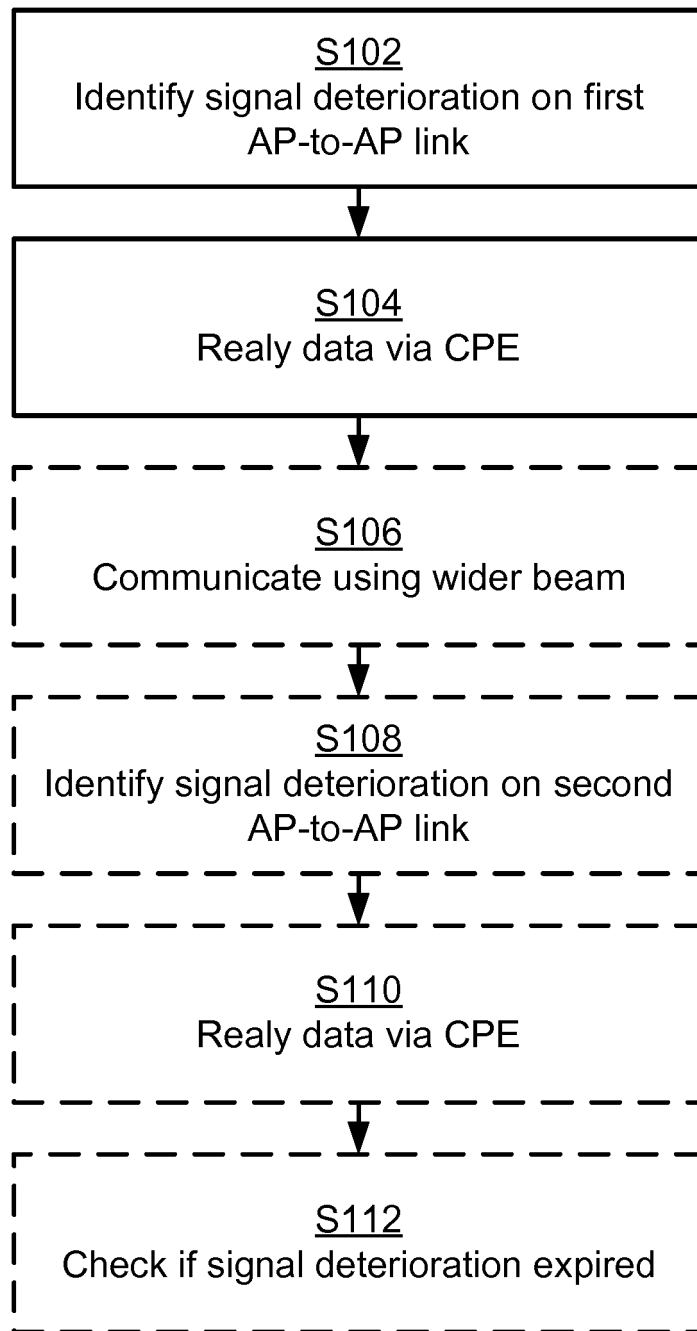 S102
Identify signal deterioration on first
AP-to-AP link
S104
Realy data via CPE
S106
Communicate using wider beam
S108
Identify signal deterioration on second
AP-to-AP link
S110
Realy data via CPE
S112
Check if signal deterioration expired